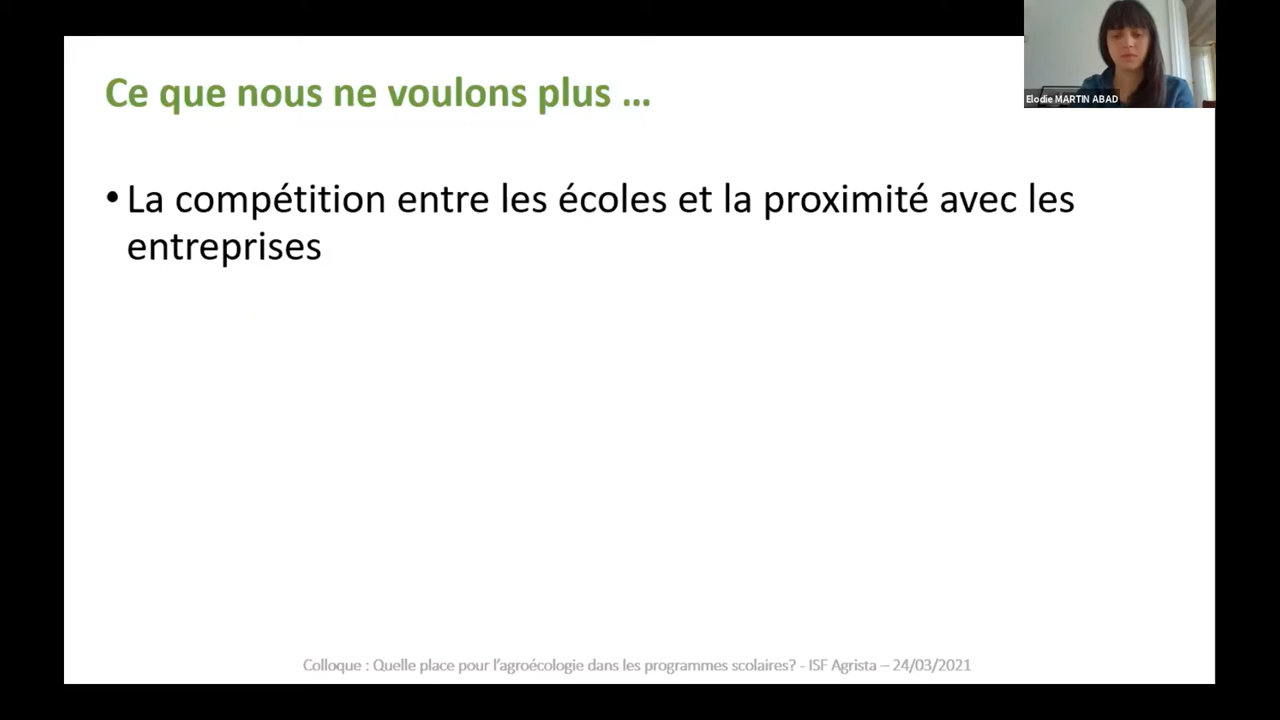 Ce que nous ne voulons plus ...
Elodie MARTIN ABAD
• La compétition entre les écoles et la proximité avec les
entreprises
Colloque : Quelle place pour l'agroécologie dans les programmes scolaires? - ISF Agrista – 24/03/2021